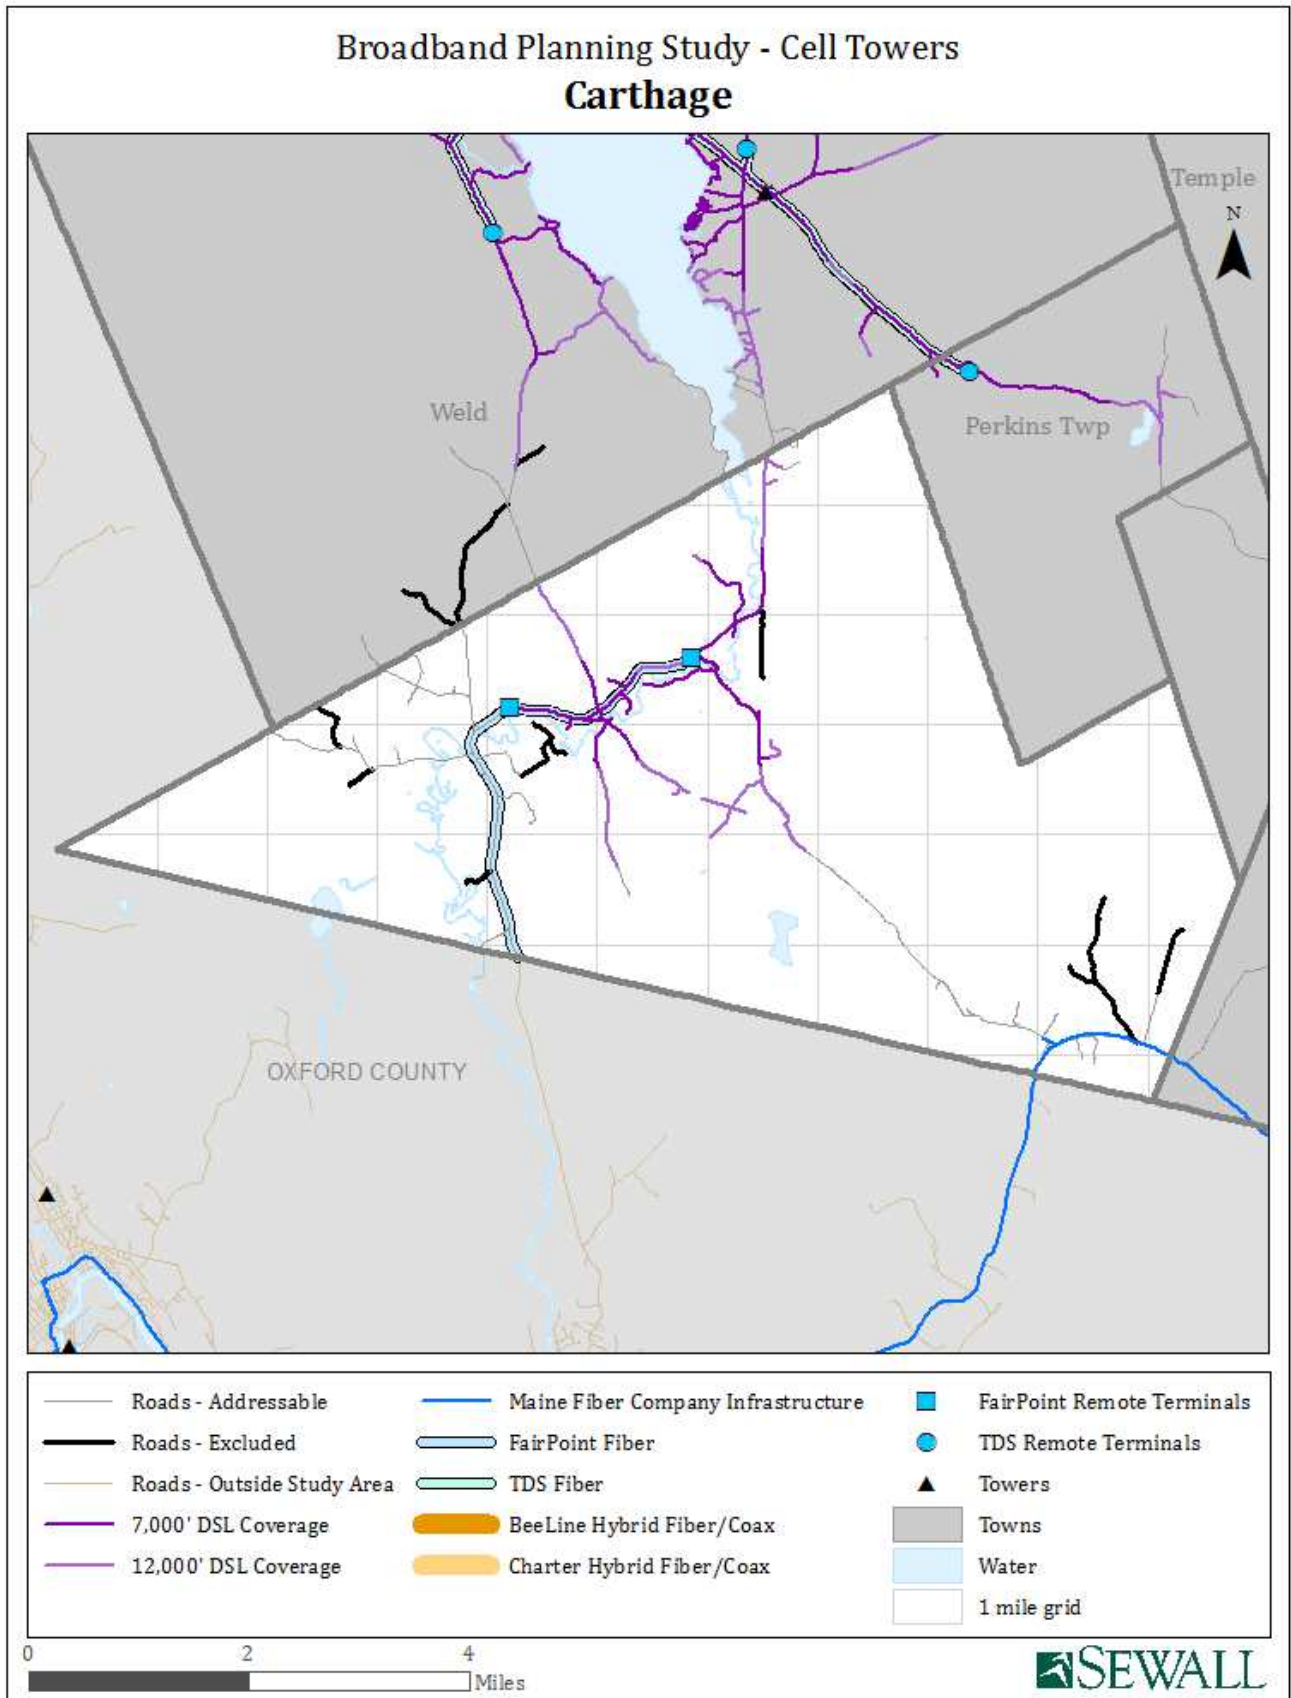 Broadband Planning Study - Cell Towers
Carthage
Temple
N
Weld
Perkins Twp
OXFORD COUNTY
Roads - Addressable
Roads - Excluded
Roads - Outside Study Area
7,000' DSL Coverage
12,000' DSL Coverage
Maine Fiber Company Infrastructure
FairPoint Fiber
TDS Fiber
BeeLine Hybrid Fiber/Coax
Charter Hybrid Fiber/Coax
FairPoint Remote Terminals
TDS Remote Terminals
Towers
Towns
Water
1 mile grid
0 2 4
Miles
SEWALL